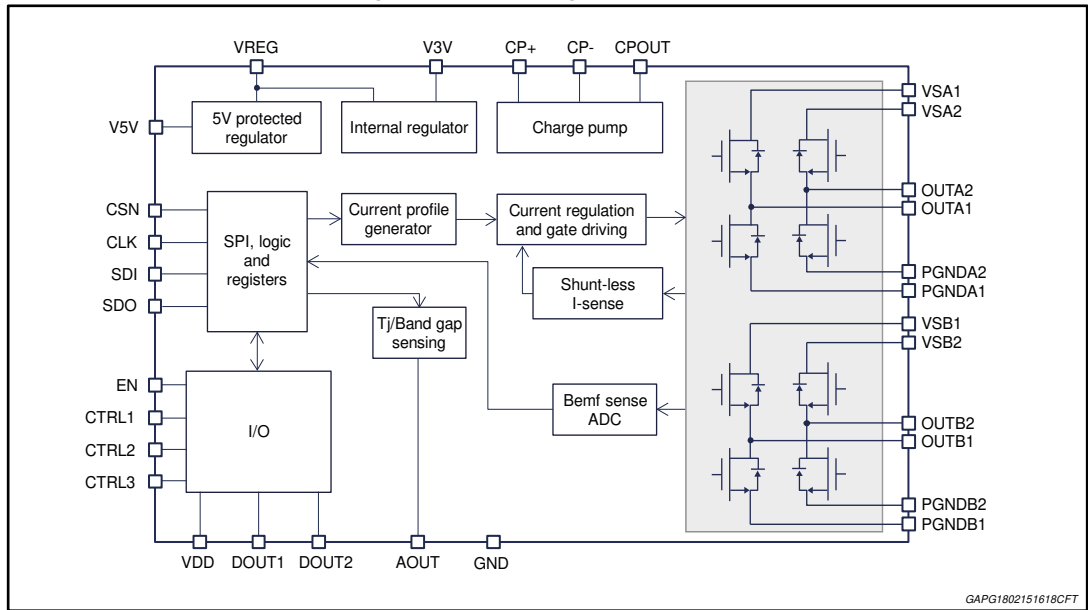 VREG
V3V
CP+
CP-
CPOUT
VSA1
VSA2
V5V
5V protected
regulator
Internal regulator
Charge pump
CSN
CLK
SDI
SDO
SPI, logic
and
registers
Current profile
generator
Current regulation
and gate driving
Shunt-less
I-sense
Tj/Band gap
sensing
OUTA2
OUTA1
PGNDA2
PGNDA1
VSB1
VSB2
EN
CTRL1
CTRL2
CTRL3
I/O
Bemf sense
ADC
OUTB2
OUTB1
PGNDB2
PGNDB1
VDD
DOUT1
DOUT2
AOUT
GND
GAPG1802151618CFT